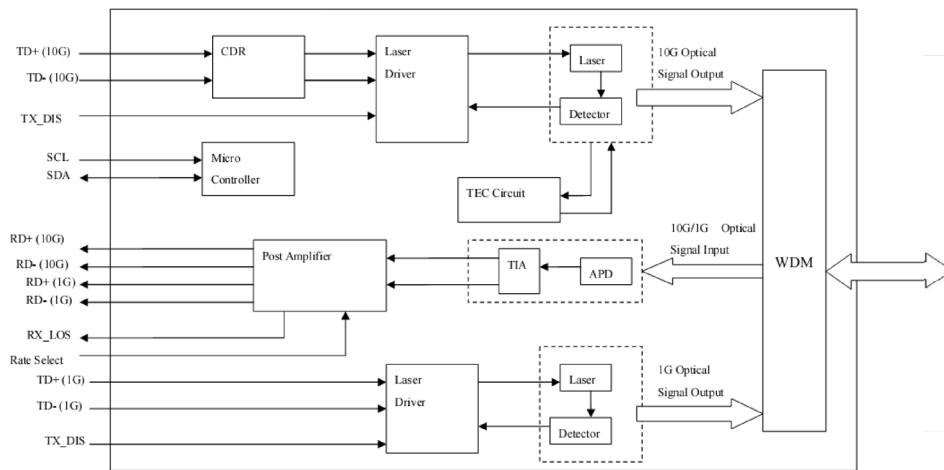 TD+ (10G)
CDR
Laser
Driver
TD- (10G)
TX_DIS
Laser
Detector
10G Optical
Signal Output
SCL
SDA
Micro
Controller
TEC Circuit
RD+ (10G)
RD- (10G)
RD+ (1G)
RD- (1G)
RX_LOS
Rate Select
Post Amplifier
TIA
APD
10G/1G Optical
Signal Input
WDM
TD+ (1G)
TD- (1G)
TX_DIS
Laser
Driver
Laser
Detector
1G Optical
Signal Output